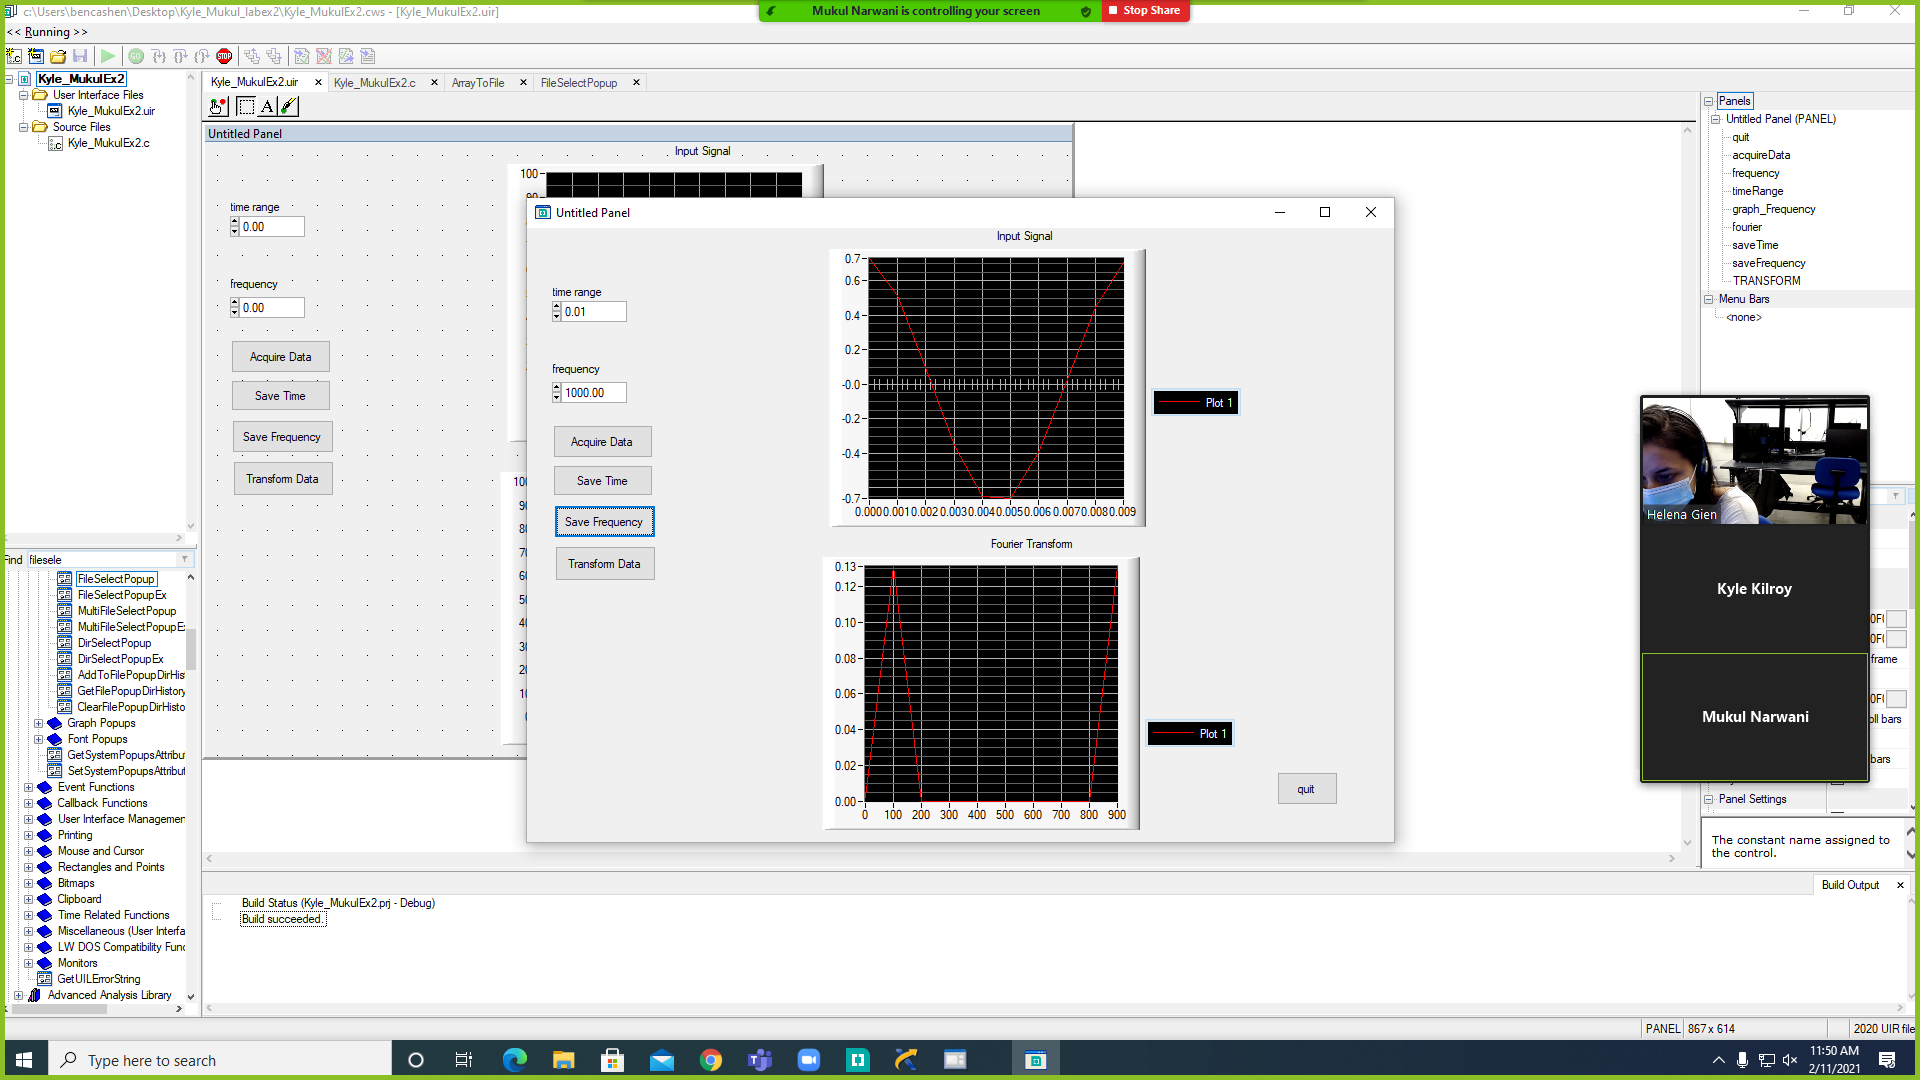 c:\Users\bencashen\Desktop\Kyle_Mukul_labex2\Kyle_MukulEx2.cws - [Kyle_MukulEx2.uir]
Mukul Narwani is controlling your screen
Stop Share
<< Running >>
Kyle_MukulEx2
User Interface Files
Kyle_MukulEx2.uir
Source Files
Kyle_MukulEx2.c
Kyle_MukulEx2.uir
Kyle_MukulEx2.c
ArrayToFile
FileSelectPopup
Untitled Panel
Input Signal
100
90
time range
0.00
frequency
0.00
Acquire Data
Save Time
Save Frequency
Transform Data
Untitled Panel
Input Signal
time range
0.01
frequency
1000.00
Acquire Data
Save Time
Save Frequency
Transform Data
0.7
0.6
0.4
0.2
-0.0
-0.2
-0.4
-0.7
0.000 0.001 0.002 0.003 0.004 0.005 0.006 0.007 0.008 0.009
Plot 1
Fourier Transform
0.13
0.12
0.10
0.08
0.06
0.04
0.02
0.00
0 100 200 300 400 500 600 700 800 900
Plot 1
quit
Panels
Untitled Panel (PANEL)
quit
acquireData
frequency
timeRange
graph_Frequency
fourier
saveTime
saveFrequency
TRANSFORM
Menu Bars
<none>
Helena Gien
Kyle Kilroy
Mukul Narwani
frame
bars
Panel Settings
The constant name assigned to
the control.
Find
filesele
FileSelectPopup
FileSelectPopupEx
MultiFileSelectPopup
MultiFileSelectPopupEx
DirSelectPopup
DirSelectPopupEx
AddToFilePopupDirHis
GetFilePopupDirHistory
ClearFilePopupDirHisto
Graph Popups
Font Popups
GetSystemPopupsAttribut
SetSystemPopupsAttribut
Event Functions
Callback Functions
User Interface Managemen
Printing
Mouse and Cursor
Rectangles and Points
Bitmaps
Clipboard
Time Related Functions
Miscellaneous (User Interfa
LW DOS Compatibility Func
Monitors
GetUILErrorString
Advanced Analysis Library
Build Output
Build Status (Kyle_MukulEx2.prj - Debug)
Build succeeded.
PANEL
867 x 614
2020 UIR file
Type here to search
11:50 AM
2/11/2021